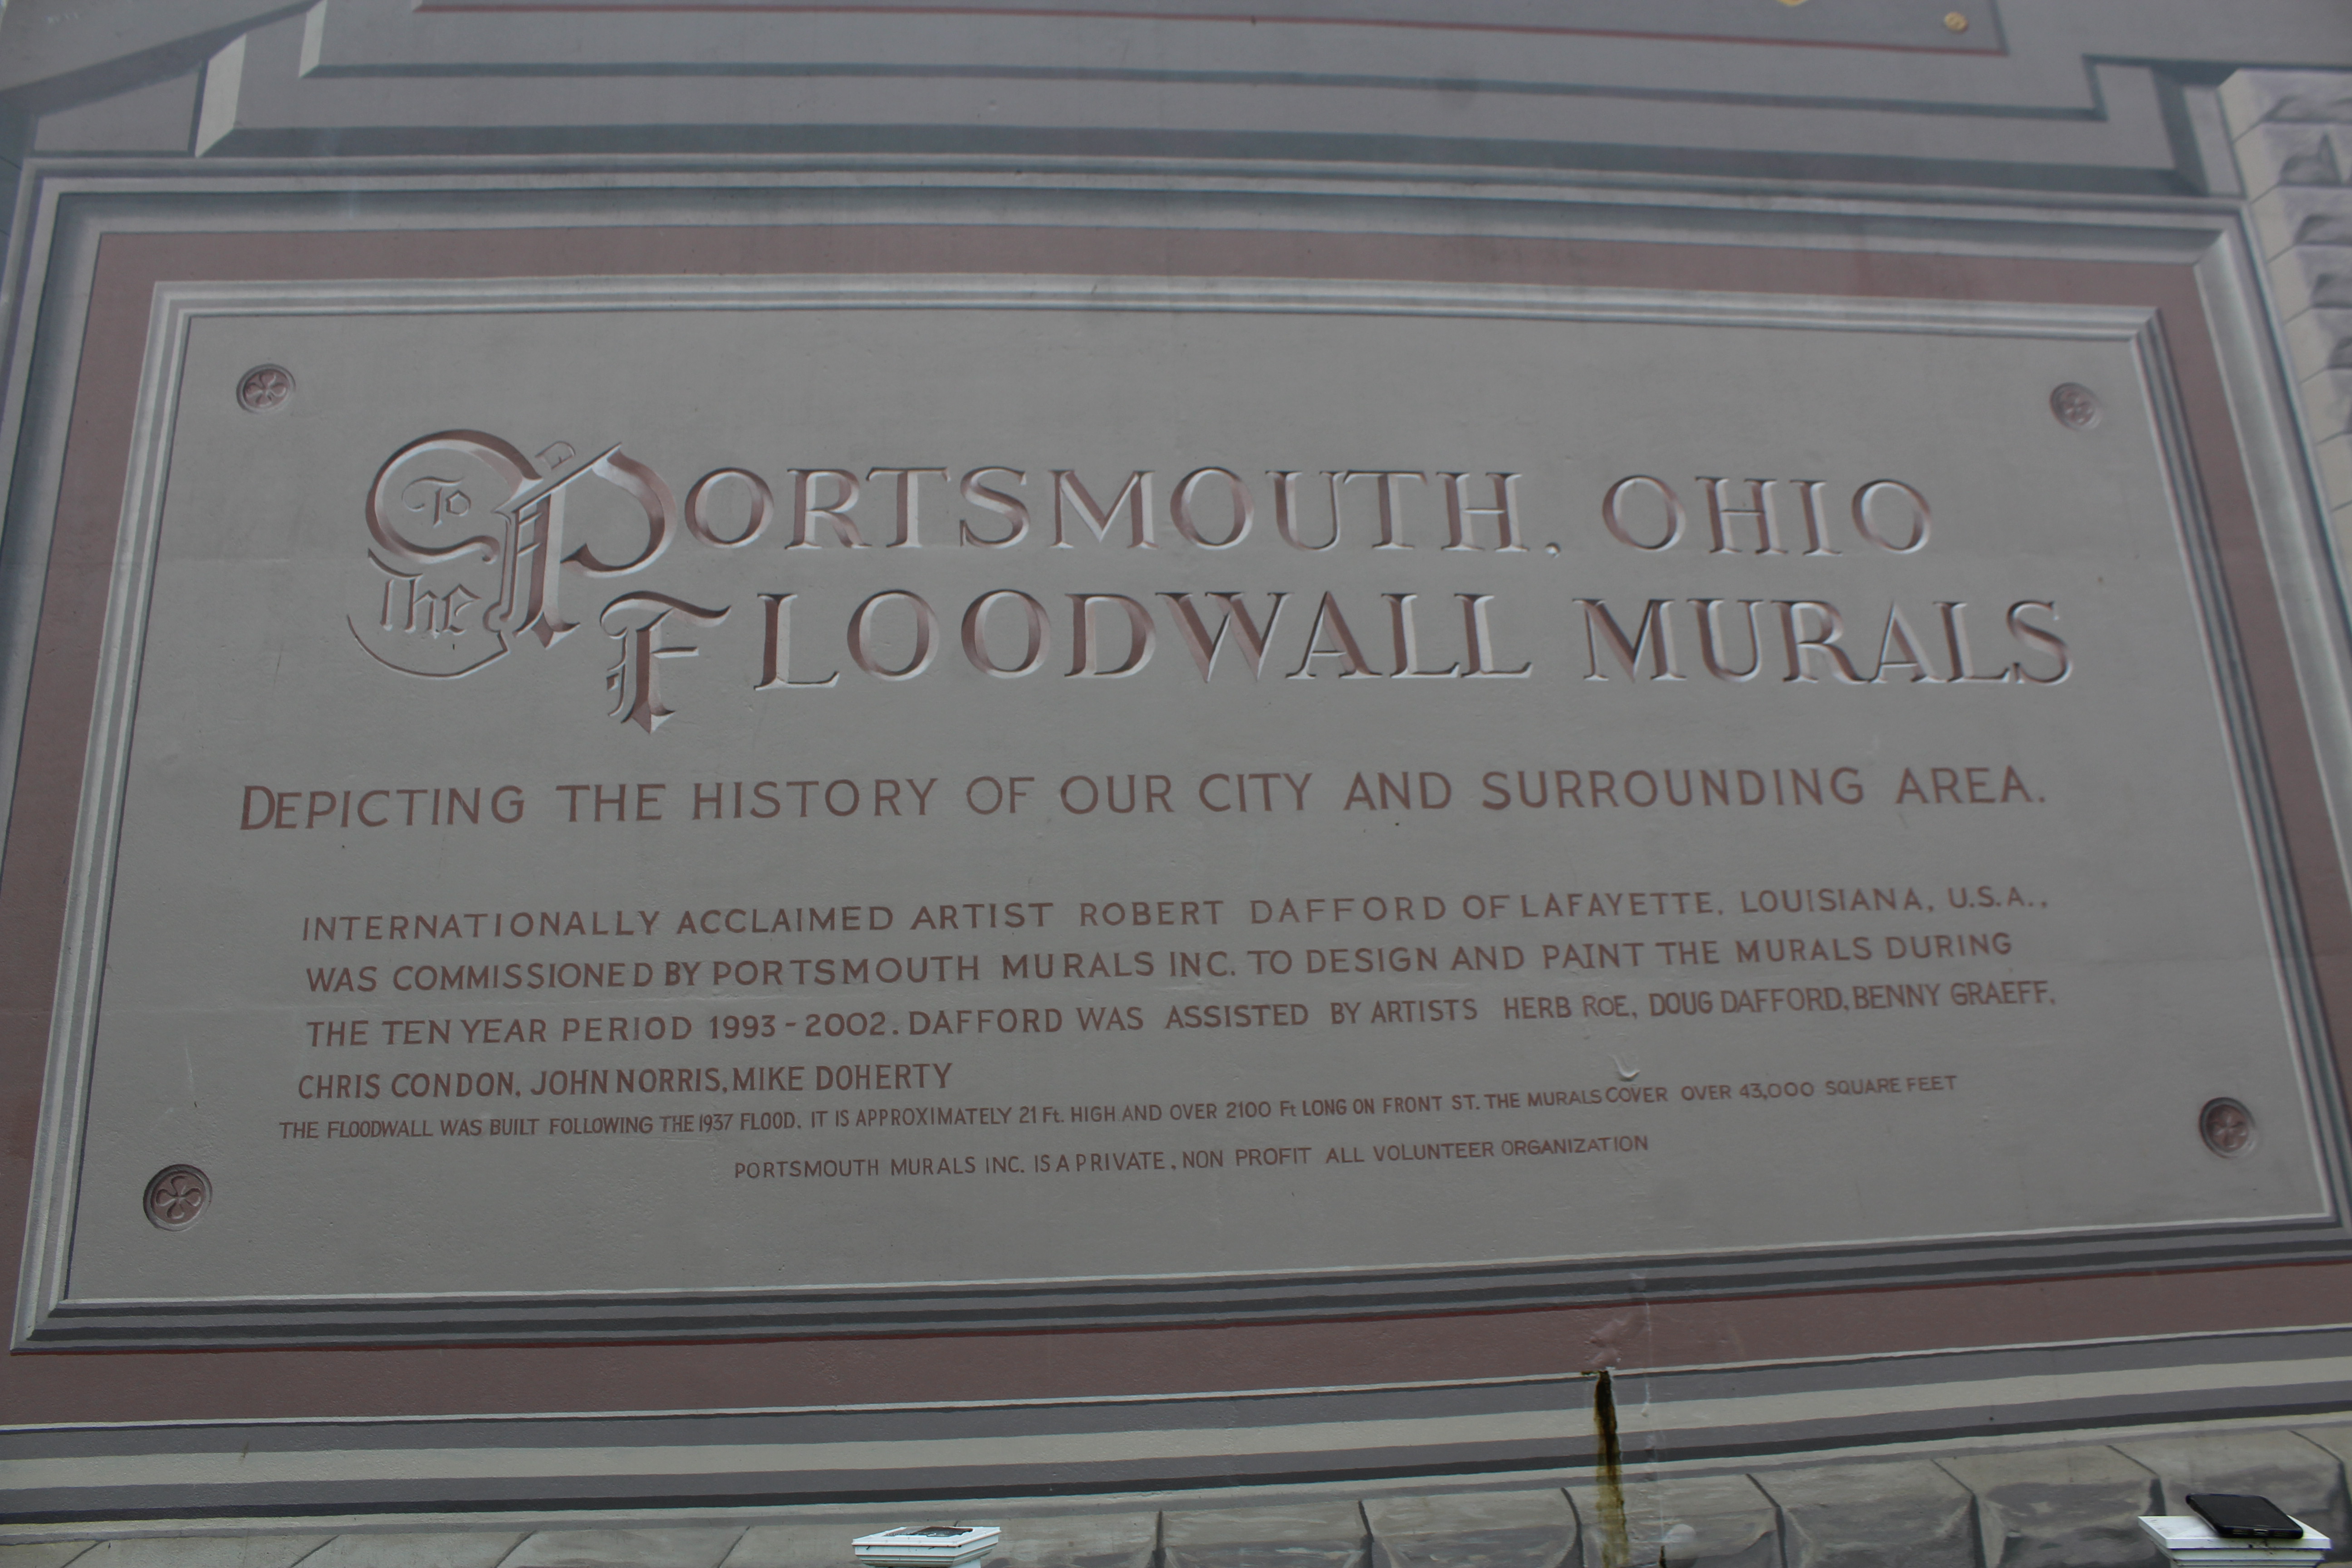 To PORTSMOUTH, OHIO
The FLOODWALL MURALS
DEPICTING THE HISTORY OF OUR CITY AND SURROUNDING AREA.
INTERNATIONALLY ACCLAIMED ARTIST ROBERT DAFFORD OF LAFAYETTE, LOUISIANA, U.S.A.,
WAS COMMISSIONED BY PORTSMOUTH MURALS INC. TO DESIGN AND PAINT THE MURALS DURING
THE TEN YEAR PERIOD 1993-2002. DAFFORD WAS ASSISTED BY ARTISTS HERB ROE, DOUG DAFFORD, BENNY GRAEFF,
CHRIS CONDON, JOHN NORRIS, MIKE DOHERTY
THE FLOODWALL WAS BUILT FOLLOWING THE 1937 FLOOD. IT IS APPROXIMATELY 21 Ft. HIGH AND OVER 2100 Ft LONG ON FRONT ST. THE MURALS COVER OVER 43,000 SQUARE FEET
PORTSMOUTH MURALS INC. IS A PRIVATE, NON PROFIT ALL VOLUNTEER ORGANIZATION